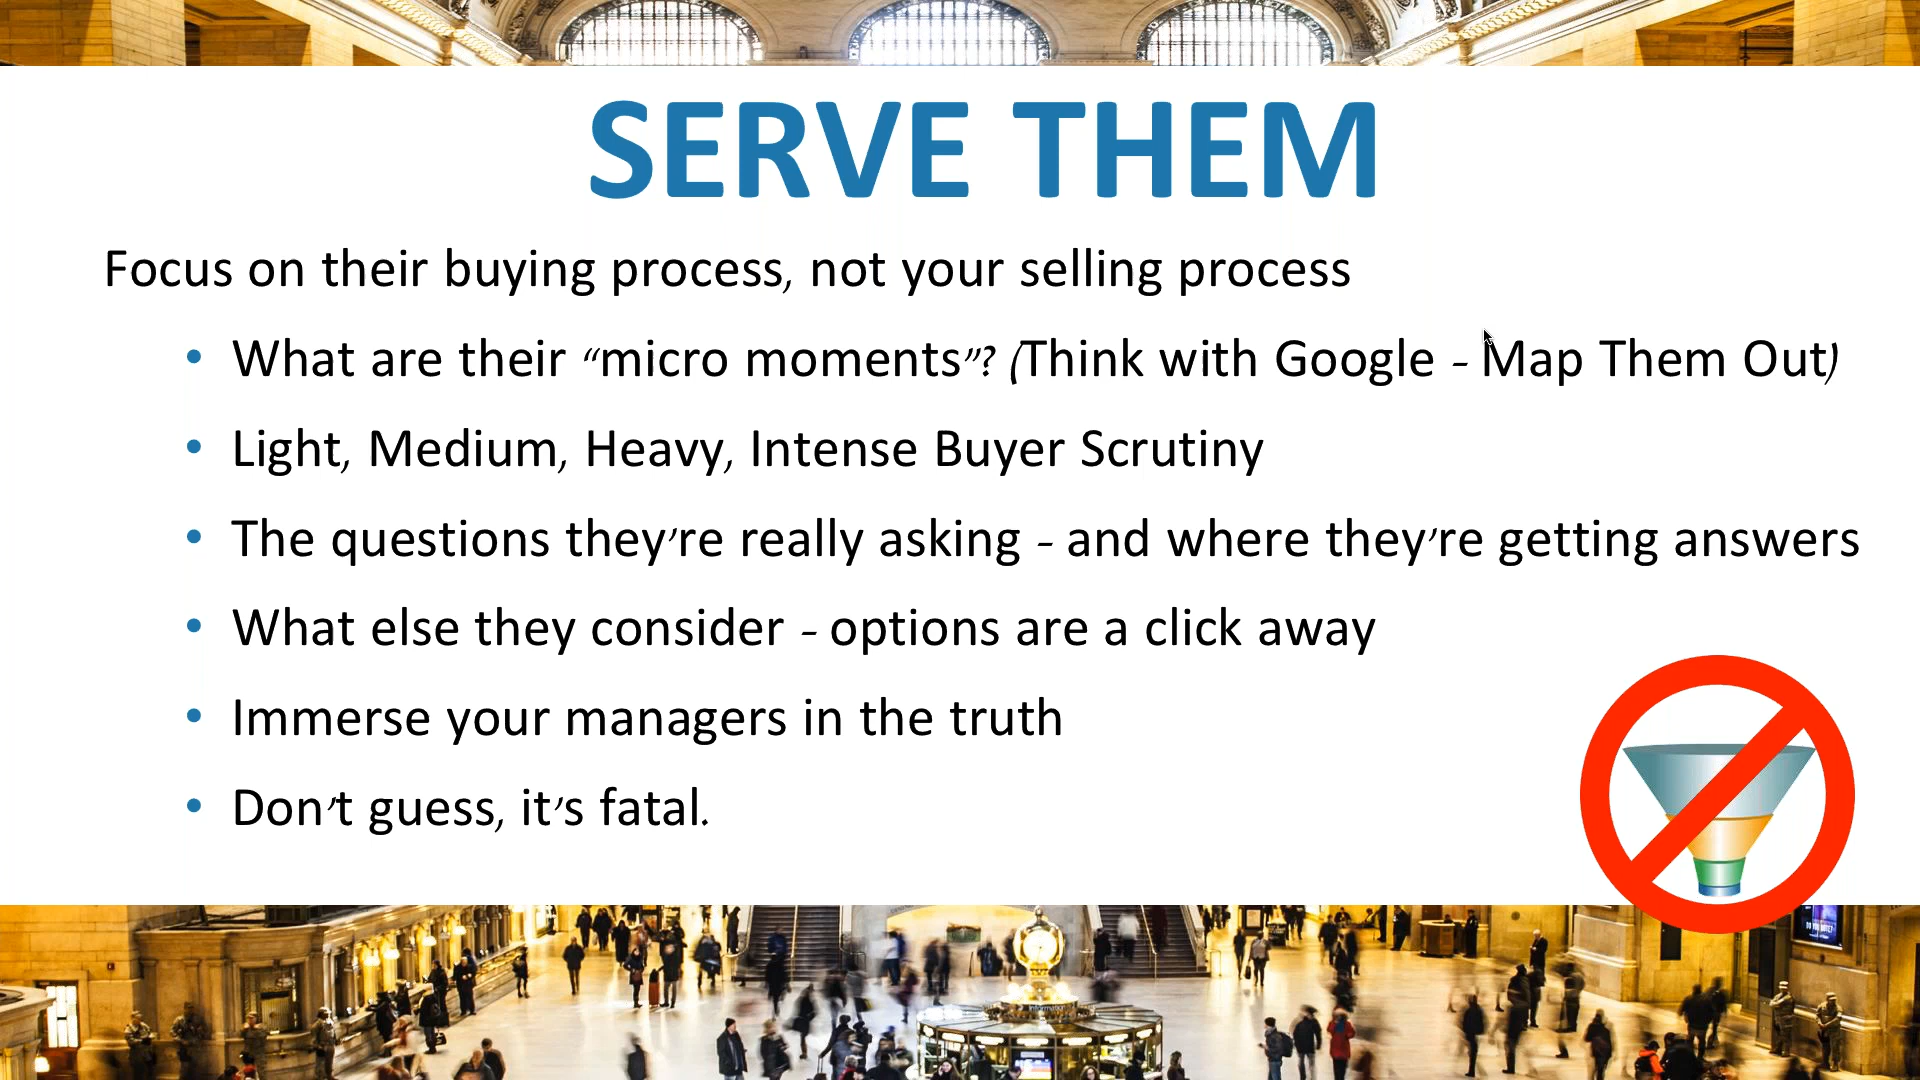 SERVE THEM
Focus on their buying process, not your selling process
• What are their “micro moments”? (Think with Google - Map Them Out)
• Light, Medium, Heavy, Intense Buyer Scrutiny
• The questions they’re really asking - and where they’re getting answers
• What else they consider - options are a click away
• Immerse your managers in the truth
• Don’t guess, it’s fatal.